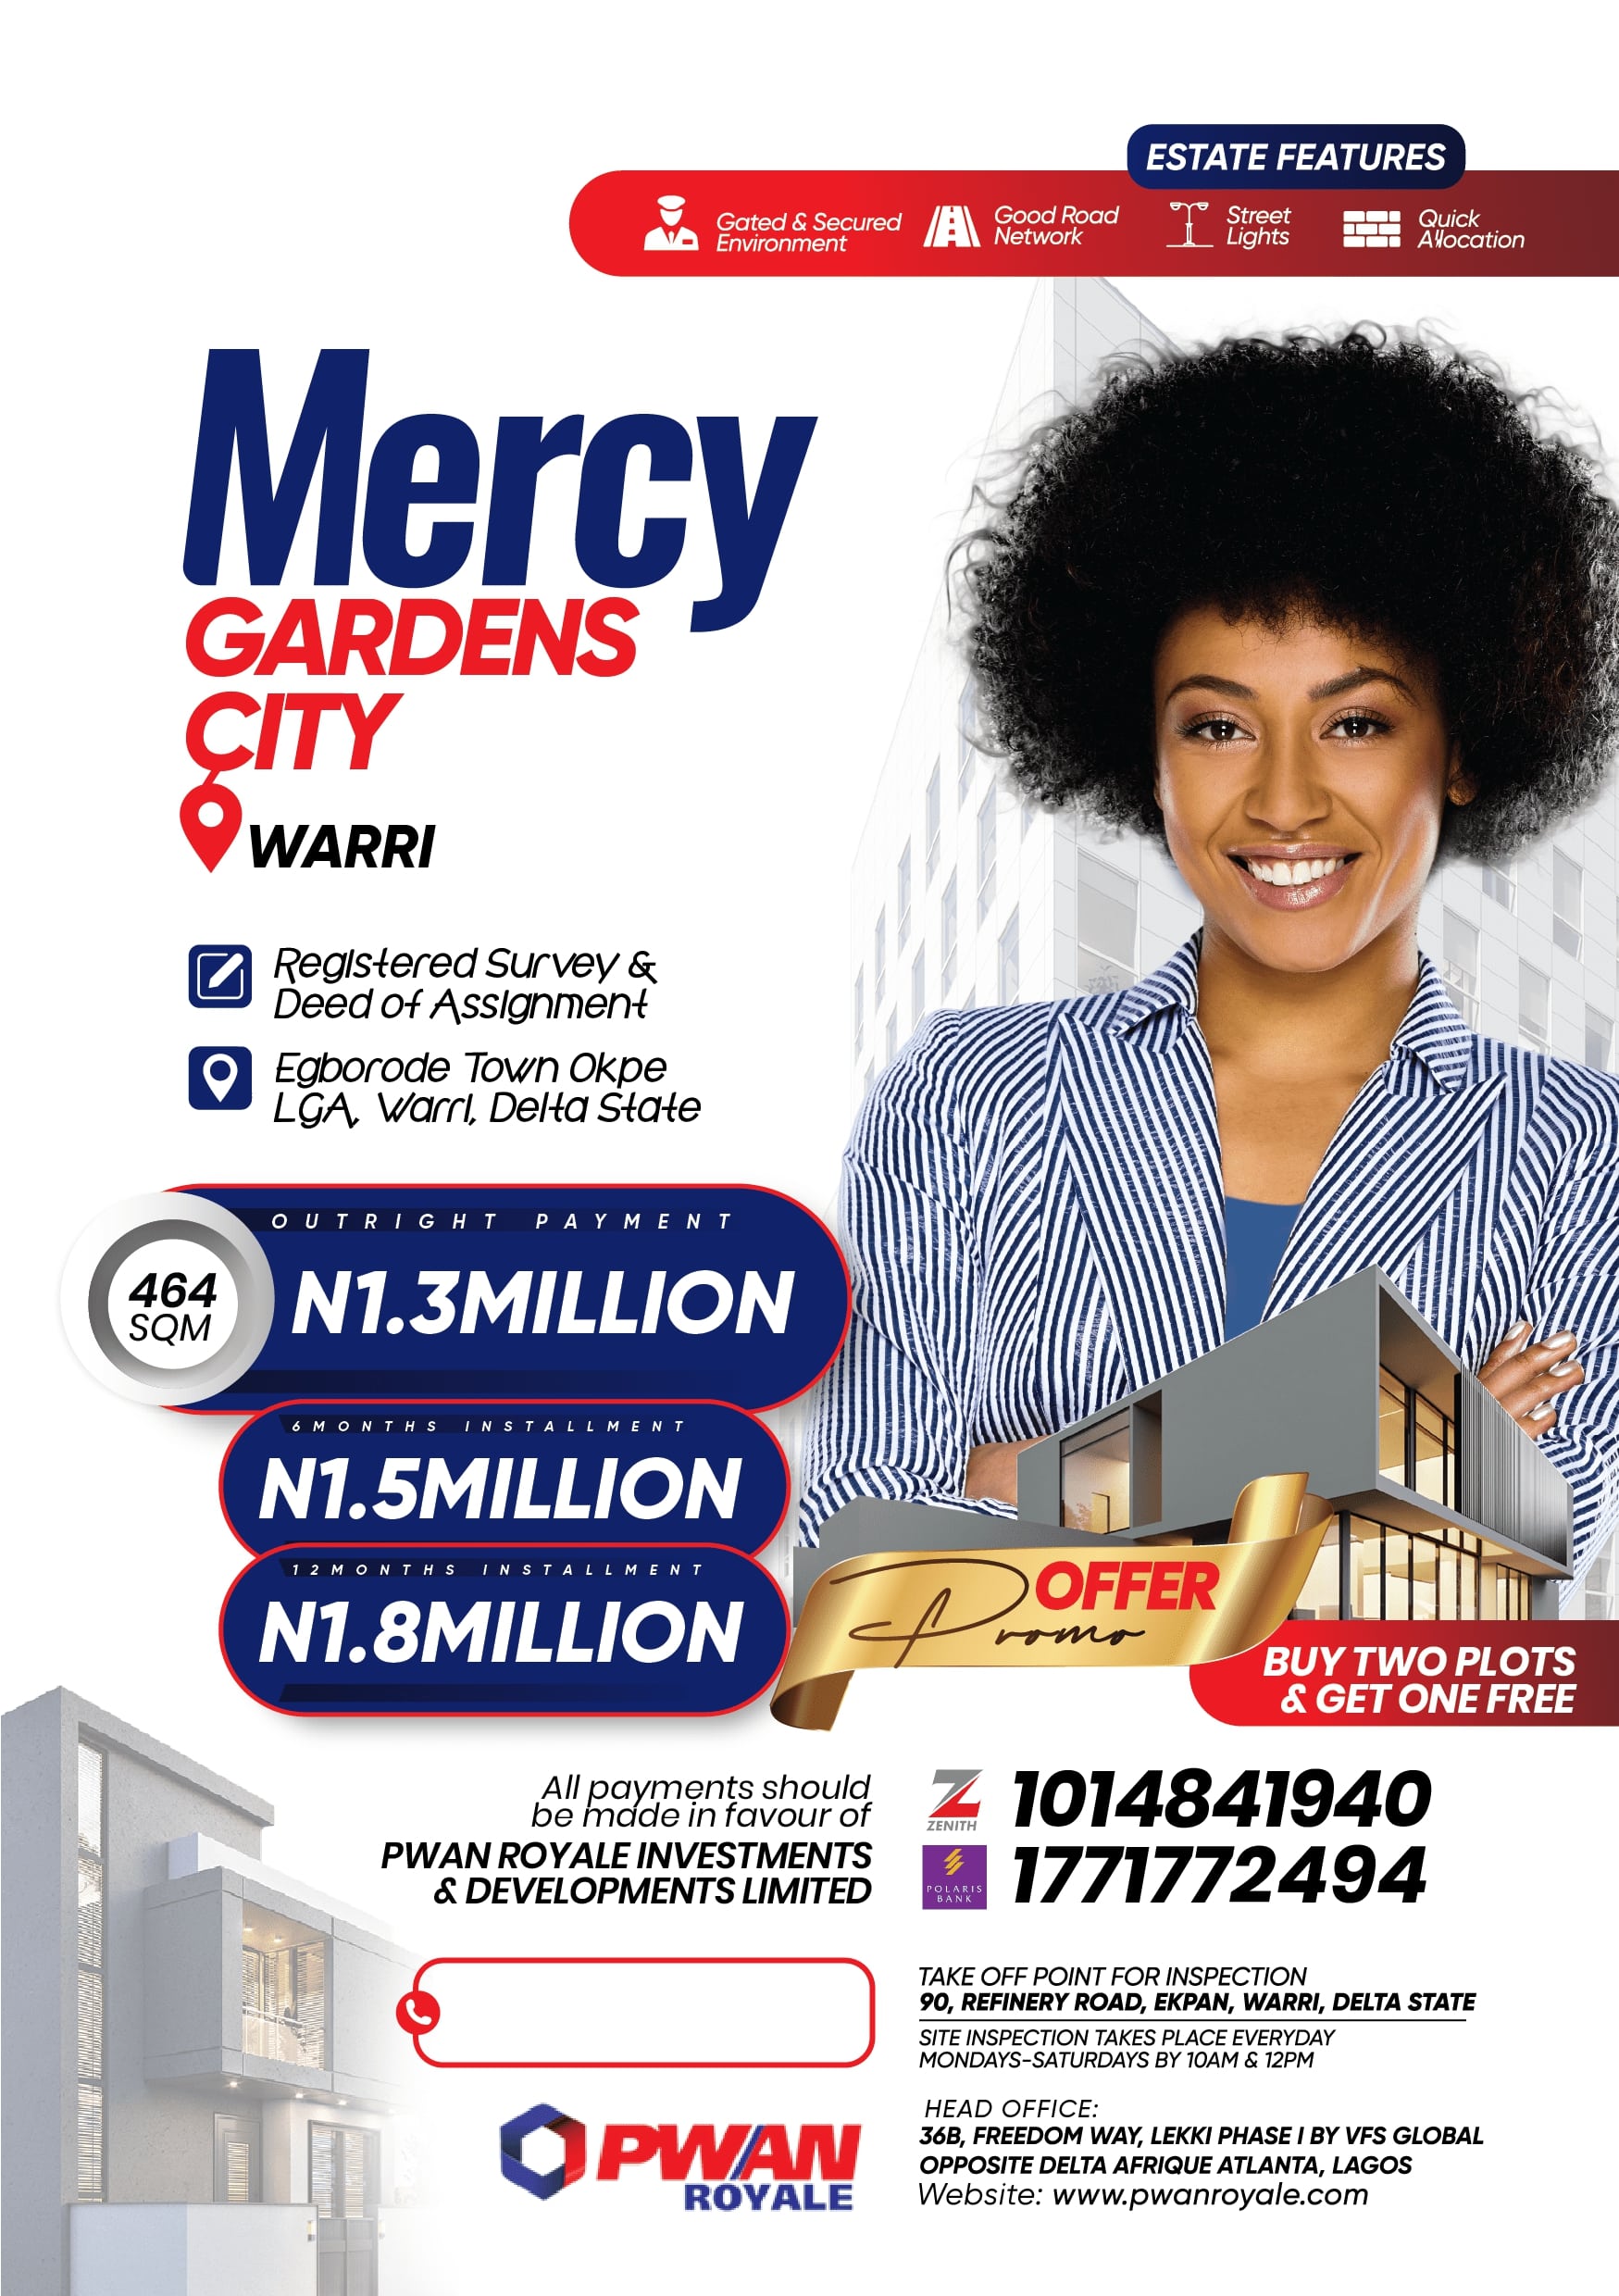 ESTATE FEATURES
Gated & Secured
Environment
Good Road
Network
Street
Lights
Quick
Allocation
Mercy
GARDENS
CITY
WARRI
Registered Survey &
Deed of Assignment
Egborode Town Okpe
LGA, Warri, Delta State
464
SQM
OUTRIGHT PAYMENT
N1.3MILLION
6MONTHS INSTALLMENT
N1.5MILLION
12MONTHS INSTALLMENT
N1.8MILLION
OFFER
Promo
BUY TWO PLOTS
& GET ONE FREE
All payments should
be made in favour of
PWAN ROYALE INVESTMENTS
& DEVELOPMENTS LIMITED
ZENITH
1014841940
POLARIS
BANK
1771772494
TAKE OFF POINT FOR INSPECTION
90, REFINERY ROAD, EKPAN, WARRI, DELTA STATE
SITE INSPECTION TAKES PLACE EVERYDAY
MONDAYS-SATURDAYS BY 10AM & 12PM
HEAD OFFICE:
36B, FREEDOM WAY, LEKKI PHASE I BY VFS GLOBAL
OPPOSITE DELTA AFRIQUE ATLANTA, LAGOS
Website: www.pwanroyale.com
PWAN
ROYALE